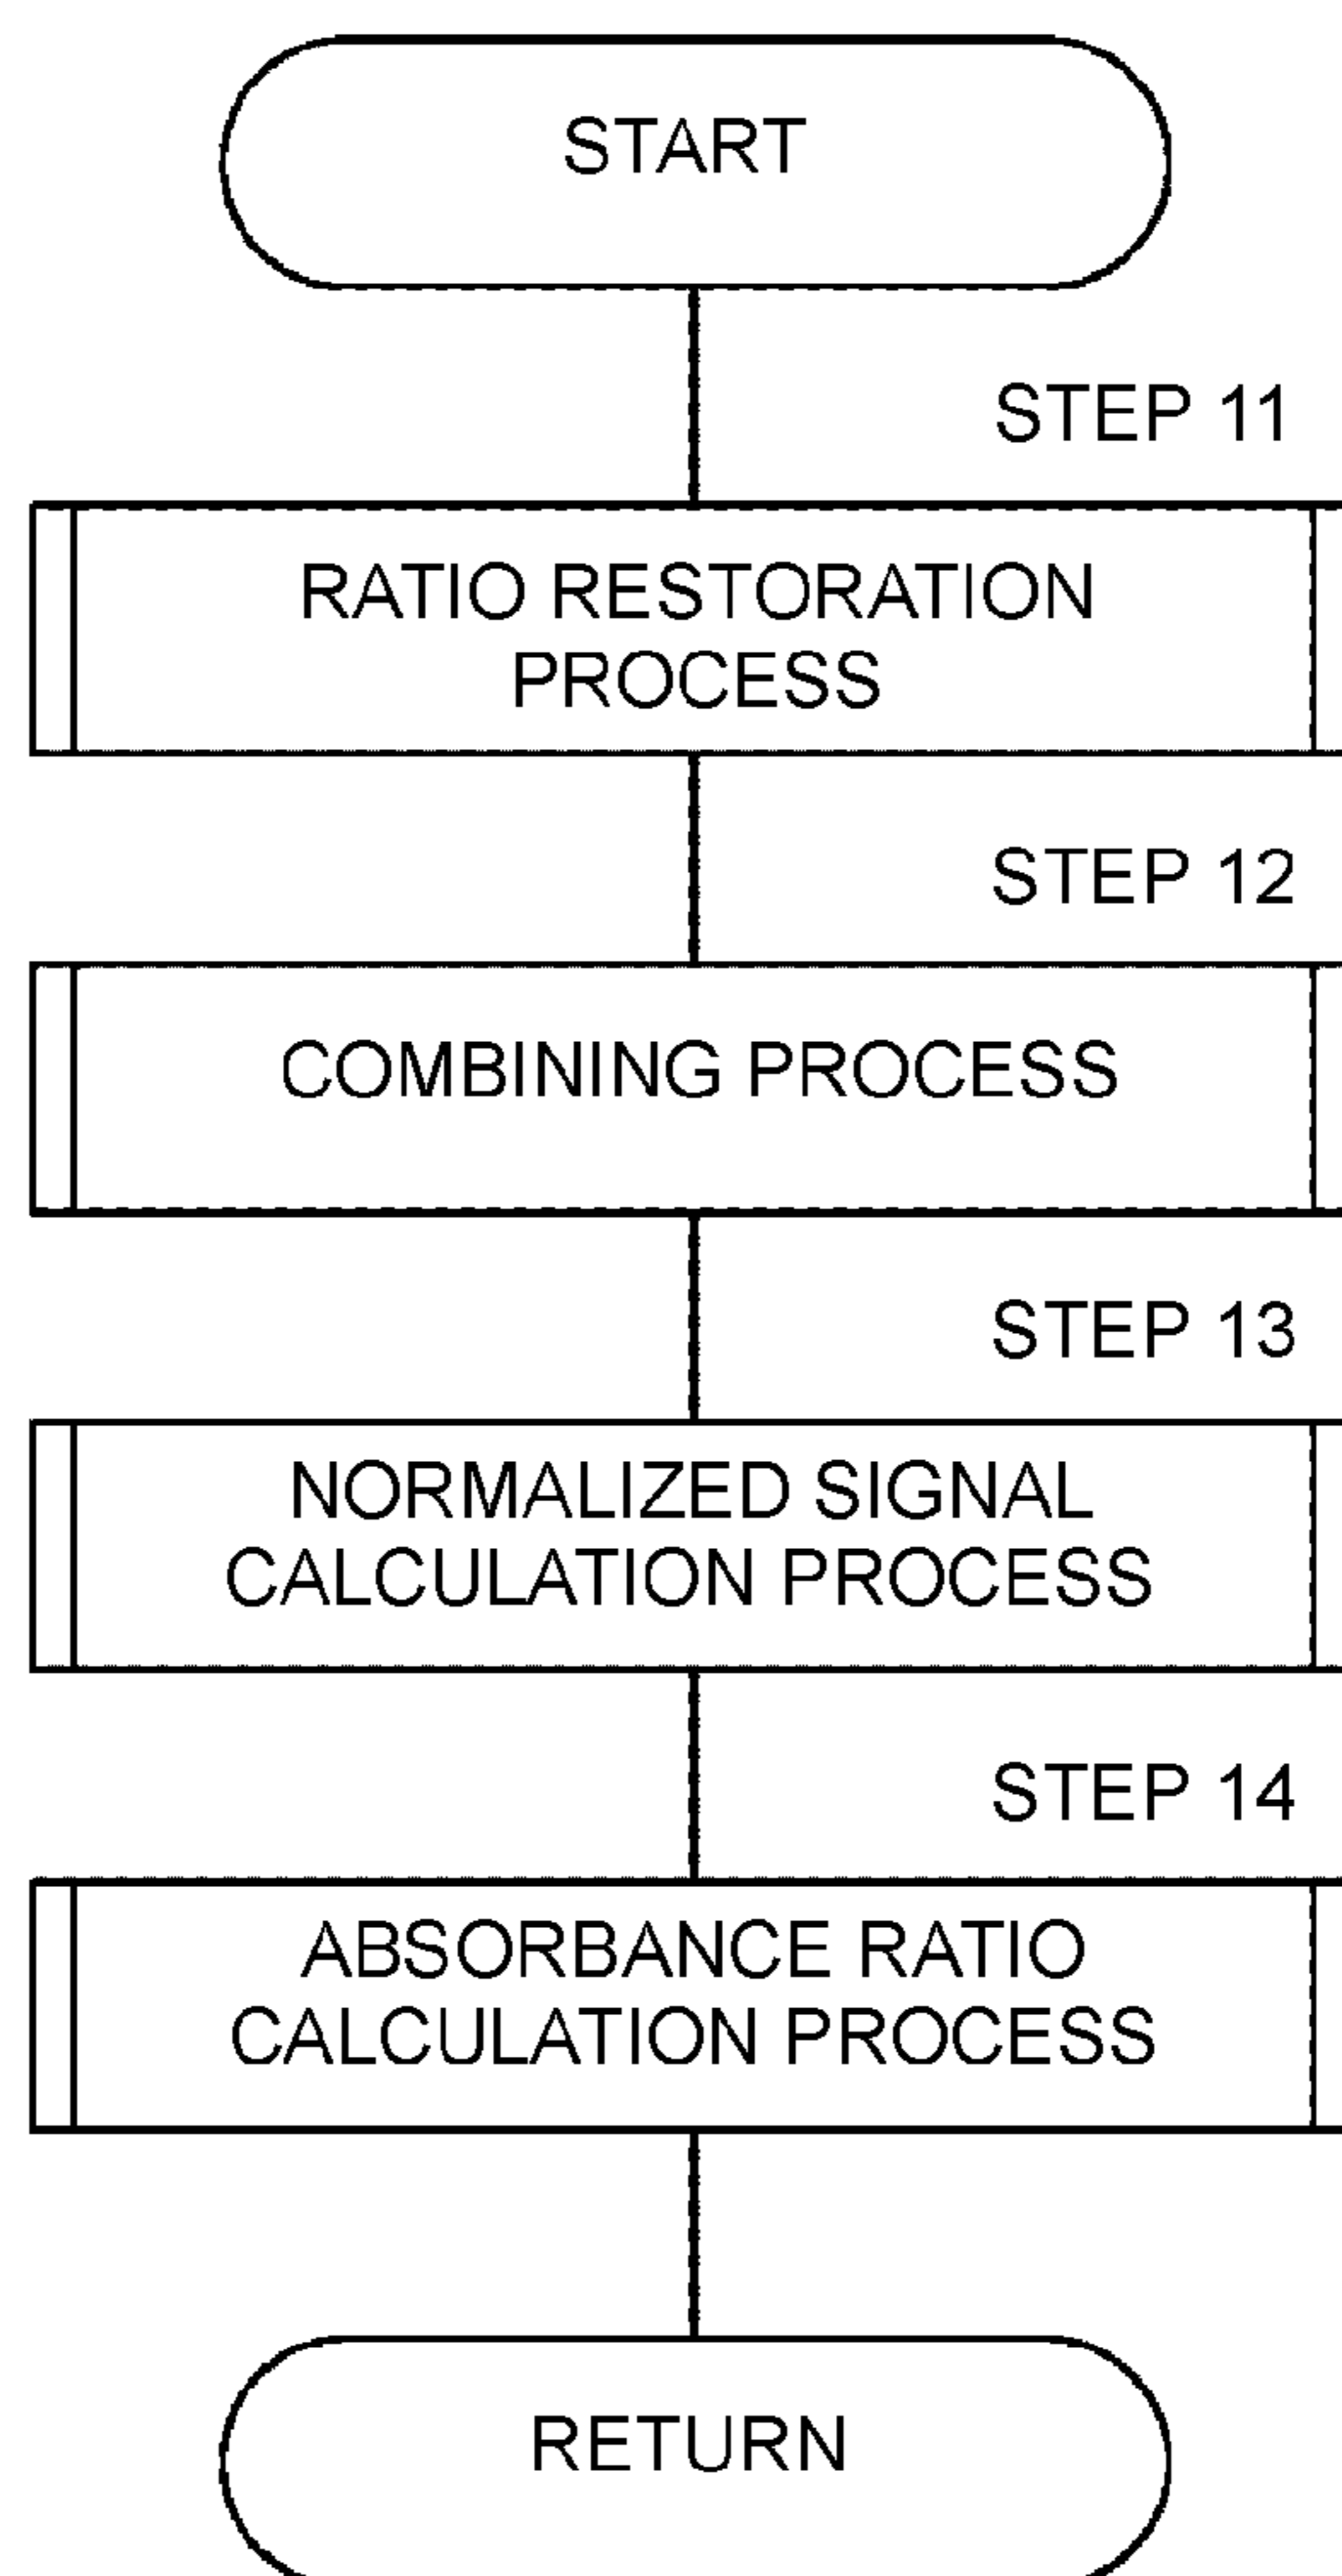 START
STEP 11
RATIO RESTORATION
PROCESS
STEP 12
COMBINING PROCESS
STEP 13
NORMALIZED SIGNAL
CALCULATION PROCESS
STEP 14
ABSORBANCE RATIO
CALCULATION PROCESS
RETURN